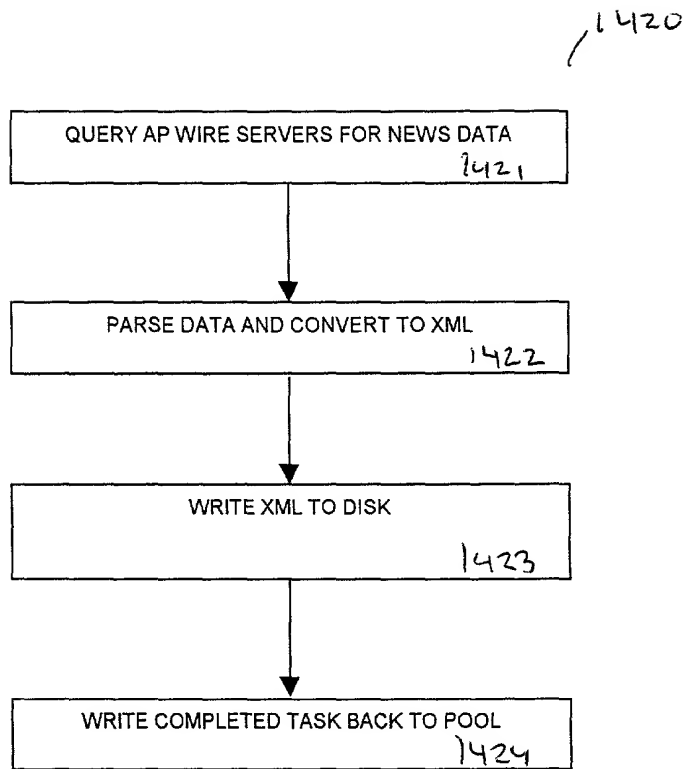 1420
QUERY AP WIRE SERVERS FOR NEWS DATA
1421
PARSE DATA AND CONVERT TO XML
1422
WRITE XML TO DISK
1423
WRITE COMPLETED TASK BACK TO POOL
1424